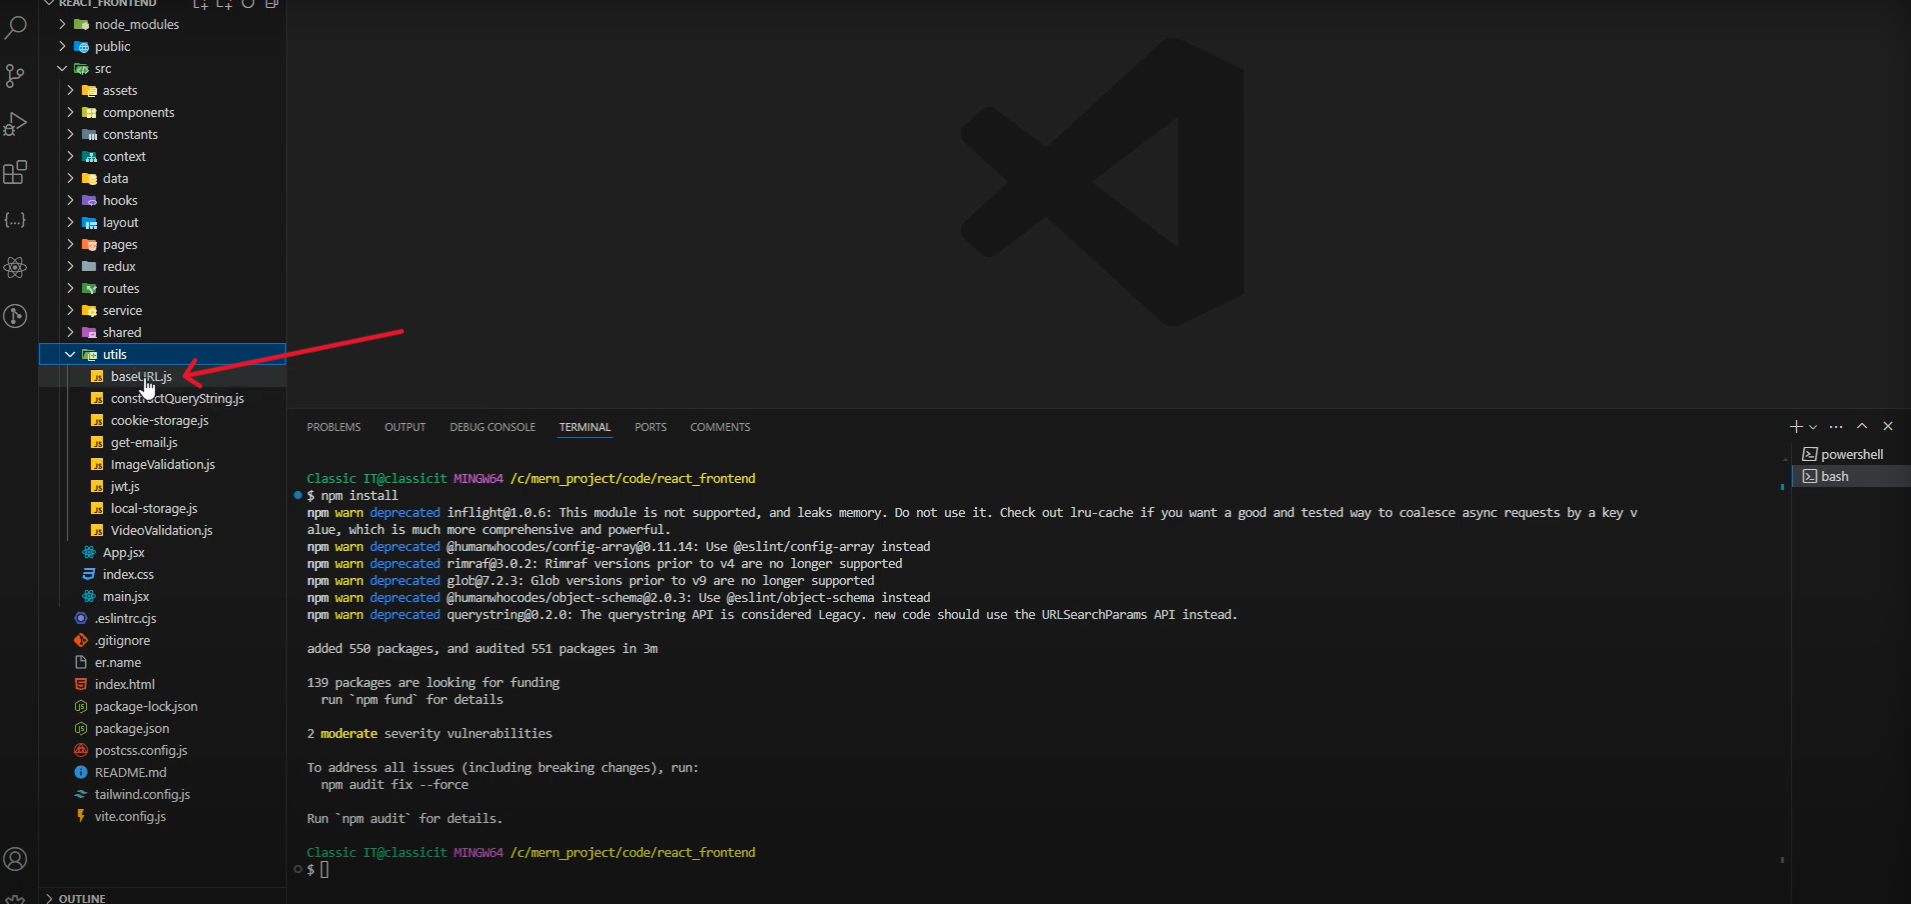 REACT_FRONTEND
node_modules
public
src
assets
components
constants
context
data
hooks
layout
pages
redux
routes
service
shared
utils
baseURL.js
constructQueryString.js
cookie-storage.js
get-email.js
ImageValidation.js
jwt.js
local-storage.js
VideoValidation.js
App.jsx
index.css
main.jsx
.eslintrc.cjs
.gitignore
er.name
index.html
package-lock.json
package.json
postcss.config.js
README.md
tailwind.config.js
vite.config.js
OUTLINE
PROBLEMS OUTPUT DEBUG CONSOLE TERMINAL PORTS COMMENTS
powershell
bash
Classic IT@classicit MINGW64 /c/mern_project/code/react_frontend
$ npm install
npm warn deprecated inflight@1.0.6: This module is not supported, and leaks memory. Do not use it. Check out lru-cache if you want a good and tested way to coalesce async requests by a key v
alue, which is much more comprehensive and powerful.
npm warn deprecated @humanwhocodes/config-array@0.11.14: Use @eslint/config-array instead
npm warn deprecated rimraf@3.0.2: Rimraf versions prior to v4 are no longer supported
npm warn deprecated glob@7.2.3: Glob versions prior to v9 are no longer supported
npm warn deprecated @humanwhocodes/object-schema@2.0.3: Use @eslint/object-schema instead
npm warn deprecated querystring@0.2.0: The querystring API is considered Legacy. new code should use the URLSearchParams API instead.
added 550 packages, and audited 551 packages in 3m
139 packages are looking for funding
run `npm fund` for details
2 moderate severity vulnerabilities
To address all issues (including breaking changes), run:
npm audit fix --force
Run `npm audit` for details.
Classic IT@classicit MINGW64 /c/mern_project/code/react_frontend
$